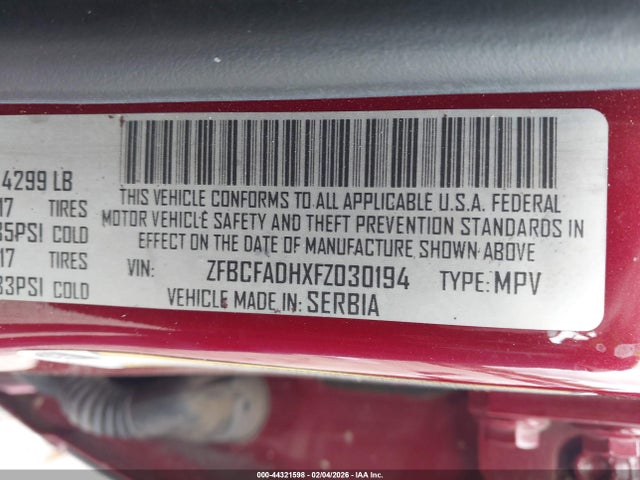 4299 LB
17 TIRES
35PSI COLD
17 TIRES
33PSI COLD
THIS VEHICLE CONFORMS TO ALL APPLICABLE U.S.A. FEDERAL
MOTOR VEHICLE SAFETY AND THEFT PREVENTION STANDARDS IN
EFFECT ON THE DATE OF MANUFACTURE SHOWN ABOVE
VIN: ZFBCFADHXFZ030194 TYPE: MPV
VEHICLE MADE IN: SERBIA
000-44321598 - 02/04/2026 - Copyright © IAA, Inc.